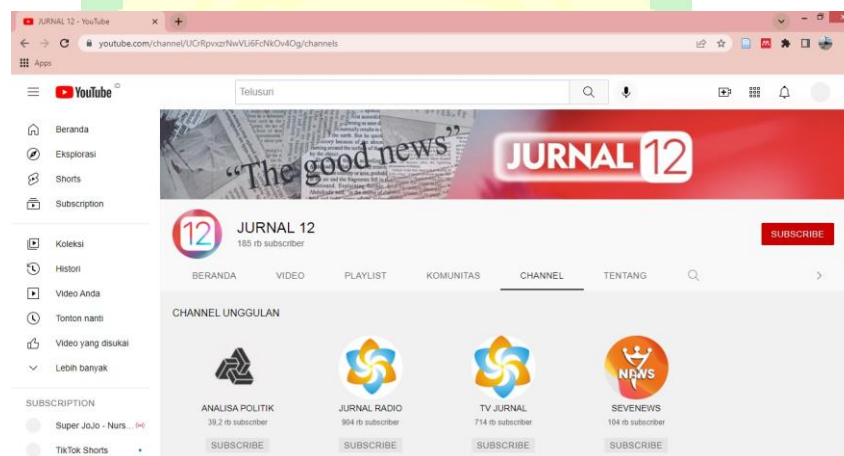 JURNAL 12 - YouTube
youtube.com/channel/UCrRpvxzrNwVLi6FcNkOv4Og/channels
Apps
YouTube ID
Telusuri
Beranda
Eksplorasi
Shorts
Subscription
Koleksi
Histori
Video Anda
Tonton nanti
Video yang disukai
Lebih banyak
SUBSCRIPTION
Super JoJo - Nurs...
TikTok Shorts
“The good news”
JURNAL 12
12
JURNAL 12
185 rb subscriber
SUBSCRIBE
BERANDA VIDEO PLAYLIST KOMUNITAS CHANNEL TENTANG
CHANNEL UNGGULAN
NEWS
ANALISA POLITIK JURNAL RADIO TV JURNAL SEVENEWS
39,2 rb subscriber 904 rb subscriber 714 rb subscriber 104 rb subscriber
SUBSCRIBE SUBSCRIBE SUBSCRIBE SUBSCRIBE